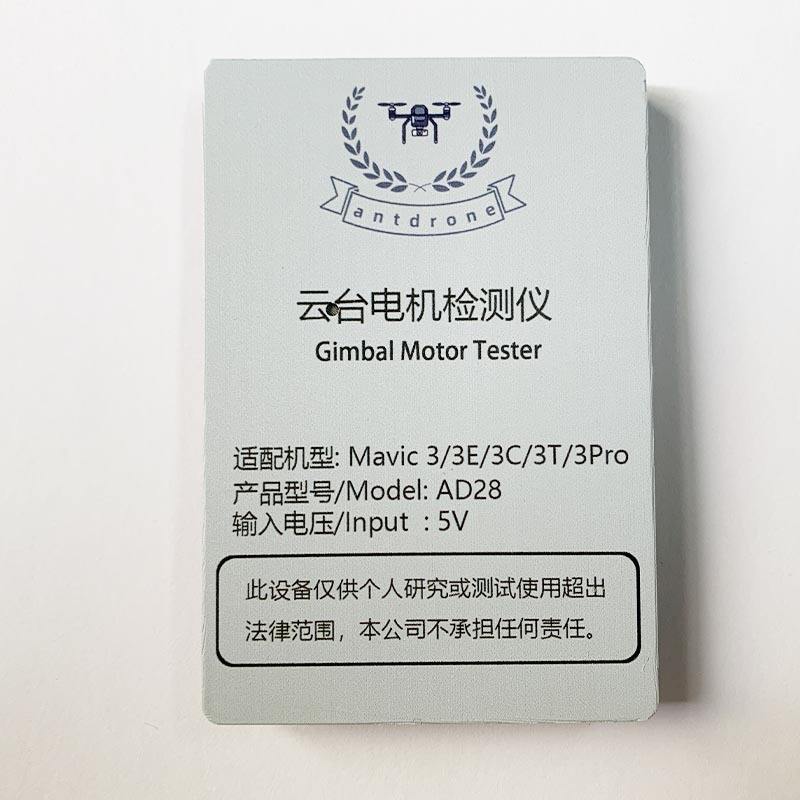 antdrone
云台电机检测仪
Gimbal Motor Tester
适配机型: Mavic 3/3E/3C/3T/3Pro
产品型号/Model: AD28
输入电压/Input : 5V
此设备仅供个人研究或测试使用超出
法律范围，本公司不承担任何责任。